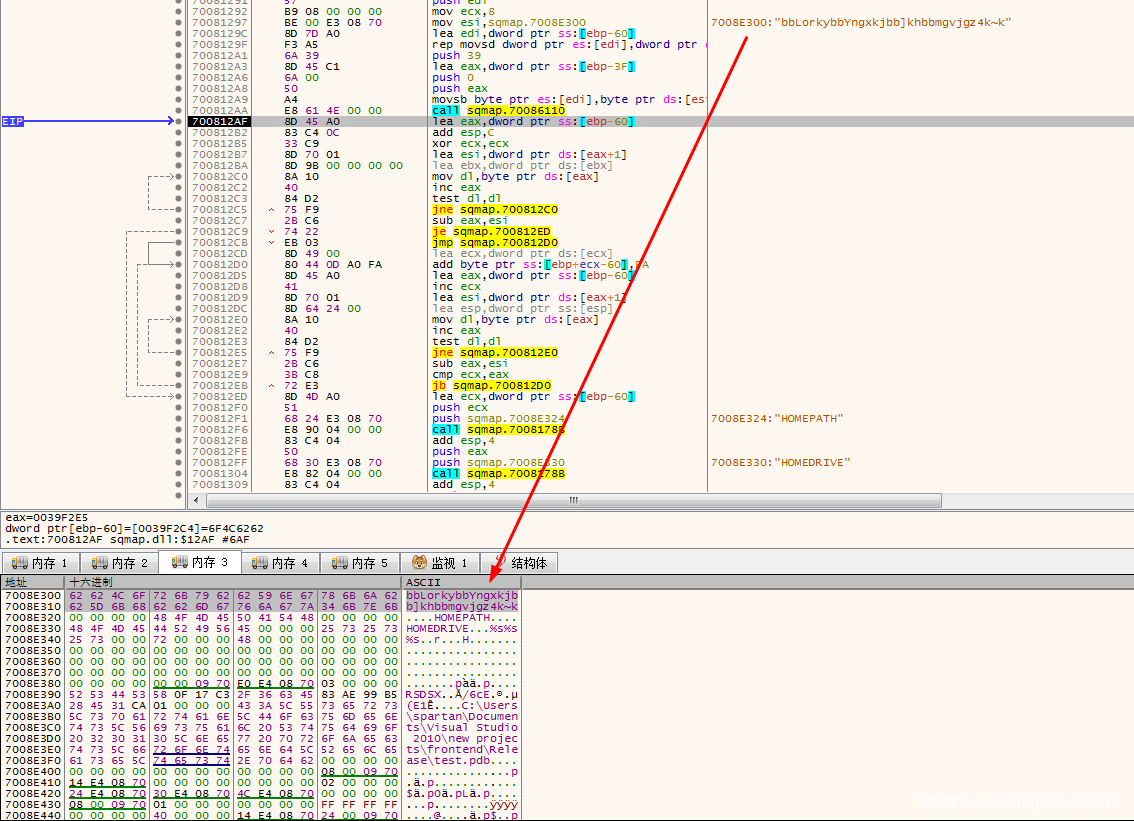 70081291 57 push edi
70081292 B9 08 00 00 00 mov ecx,8
70081297 BE 00 E3 08 70 mov esi,sqmap.7008E300 7008E300:"bbLorkybbYngxkjbb]khbbmgvjgz4k~k"
7008129C 8D 7D A0 lea edi,dword ptr ss:[ebp-60]
7008129F F3 A5 rep movsd dword ptr es:[edi],dword ptr
700812A1 6A 39 push 39
700812A3 8D 45 C1 lea eax,dword ptr ss:[ebp-3F]
700812A6 6A 00 push 0
700812A8 50 push eax
700812A9 A4 movsb byte ptr es:[edi],byte ptr ds:[es
700812AA E8 61 4E 00 00 call sqmap.70086110
EIP 700812AF 8D 45 A0 lea eax,dword ptr ss:[ebp-60]
700812B2 83 C4 0C add esp,C
700812B5 33 C9 xor ecx,ecx
700812B7 8D 70 01 lea esi,dword ptr ds:[eax+1]
700812BA 8D 9B 00 00 00 00 lea ebx,dword ptr ds:[ebx]
700812C0 8A 10 mov dl,byte ptr ds:[eax]
700812C2 40 inc eax
700812C3 84 D2 test dl,dl
700812C5 75 F9 jne sqmap.700812C0
700812C7 2B C6 sub eax,esi
700812C9 74 22 je sqmap.700812ED
700812CB EB 03 jmp sqmap.700812D0
700812CD 8D 49 00 lea ecx,dword ptr ds:[ecx]
700812D0 80 44 0D A0 FA add byte ptr ss:[ebp+ecx-60],FA
700812D5 8D 45 A0 lea eax,dword ptr ss:[ebp-60]
700812D8 41 inc ecx
700812D9 8D 70 01 lea esi,dword ptr ds:[eax+1]
700812DC 8D 64 24 00 lea esp,dword ptr ss:[esp]
700812E0 8A 10 mov dl,byte ptr ds:[eax]
700812E2 40 inc eax
700812E3 84 D2 test dl,dl
700812E5 75 F9 jne sqmap.700812E0
700812E7 2B C6 sub eax,esi
700812E9 3B C8 cmp ecx,eax
700812EB 72 E3 jb sqmap.700812D0
700812ED 8D 4D A0 lea ecx,dword ptr ss:[ebp-60]
700812F0 51 push ecx
700812F1 68 24 E3 08 70 push sqmap.7008E324 7008E324:"HOMEPATH"
700812F6 E8 90 04 00 00 call sqmap.7008178B
700812FB 83 C4 04 add esp,4
700812FE 50 push eax
700812FF 68 30 E3 08 70 push sqmap.7008E330 7008E330:"HOMEDRIVE"
70081304 E8 82 04 00 00 call sqmap.7008178B
70081309 83 C4 04 add esp,4
eax=0039F2E5
dword ptr[ebp-60]=[0039F2C4]=6F4C6262
.text:700812AF sqmap.dll:$12AF #6AF
内存 1 内存 2 内存 3 内存 4 内存 5 监视 1 结构体
地址 十六进制 ASCII
7008E300 62 62 4C 6F 72 6B 79 62 62 59 6E 67 78 6B 6A 62 bbLorkybbYngxkjb
7008E310 62 5D 6B 68 62 62 6D 67 76 6A 67 7A 34 6B 7E 6B b]khbbmgvjgz4k~k
7008E320 00 00 00 00 48 4F 4D 45 50 41 54 48 00 00 00 00 ....HOMEPATH....
7008E330 48 4F 4D 45 44 52 49 56 45 00 00 00 25 73 25 73 HOMEDRIVE...%s%s
7008E340 25 73 00 00 72 00 00 00 48 00 00 00 00 00 00 00 %s..r...H.......
7008E350 00 00 00 00 00 00 00 00 00 00 00 00 00 00 00 00 ................
7008E360 00 00 00 00 00 00 00 00 00 00 00 00 00 00 00 00 ................
7008E370 00 00 00 00 00 00 00 00 00 00 00 00 00 00 00 00 ................
7008E380 00 00 00 00 00 00 09 70 E0 E4 08 70 03 00 00 00 .......pàä.p....
7008E390 52 53 44 53 58 0F 17 C3 2F 36 63 45 83 AE 99 B5 RSDSX..Ã/6cE.®.µ
7008E3A0 28 45 31 CA 01 00 00 00 43 3A 5C 55 73 65 72 73 (E1Ê....C:\Users
7008E3B0 5C 73 70 61 72 74 61 6E 5C 44 6F 63 75 6D 65 6E \spartan\Documen
7008E3C0 74 73 5C 56 69 73 75 61 6C 20 53 74 75 64 69 6F ts\Visual Studio
7008E3D0 20 32 30 31 30 5C 6E 65 77 20 70 72 6F 6A 65 63 2010\new projec
7008E3E0 74 73 5C 66 72 6F 6E 74 65 6E 64 5C 52 65 6C 65 ts\frontend\Rele
7008E3F0 61 73 65 5C 74 65 73 74 2E 70 64 62 00 00 00 00 ase\test.pdb....
7008E400 00 00 00 00 00 00 00 00 00 00 00 00 08 00 09 70 ...............p
7008E410 14 E4 08 70 00 00 00 00 00 00 00 00 02 00 00 00 .ä.p............
7008E420 24 E4 08 70 30 E4 08 70 4C E4 08 70 00 00 00 00 $ä.p0ä.pLä.p....
7008E430 08 00 09 70 01 00 00 00 00 00 00 00 FF FF FF FF ...p........ÿÿÿÿ
7008E440 00 00 00 00 40 00 00 00 14 E4 08 70 24 00 09 70 ....@....ä.p$..p
安全客 ( www.anquanke.com )